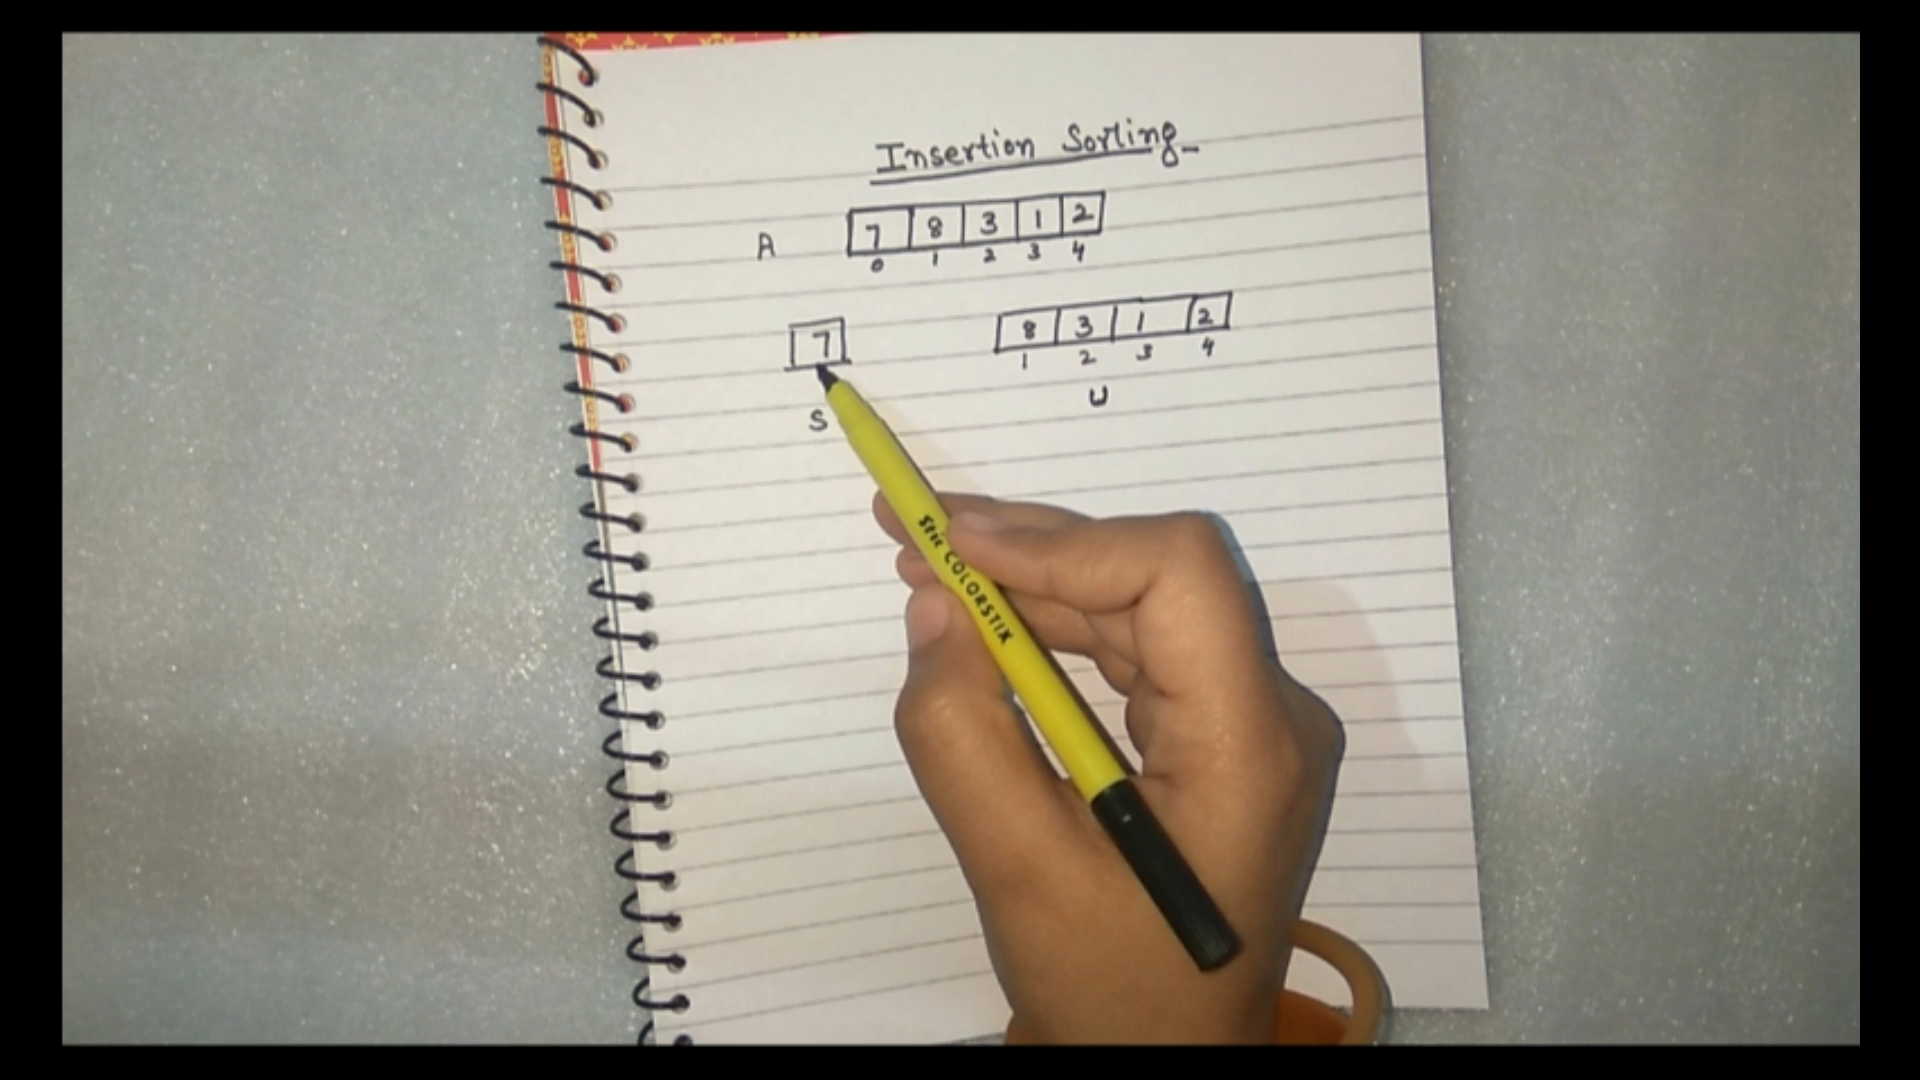 Insertion Sorting
A 7 8 3 1 2
0 1 2 3 4
7 8 3 1 2
1 2 3 4
S U
Stic COLORSTIX